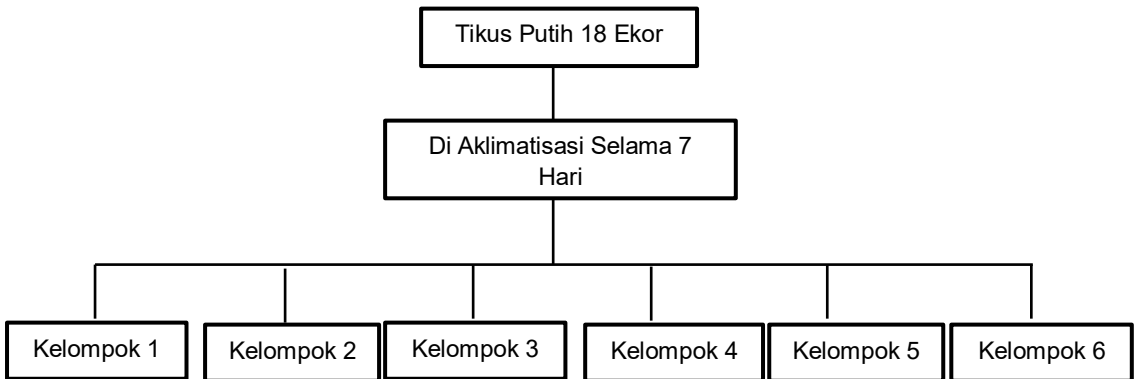 Tikus Putih 18 Ekor
Di Aklimatisasi Selama 7
Hari
Kelompok 1
Kelompok 2
Kelompok 3
Kelompok 4
Kelompok 5
Kelompok 6